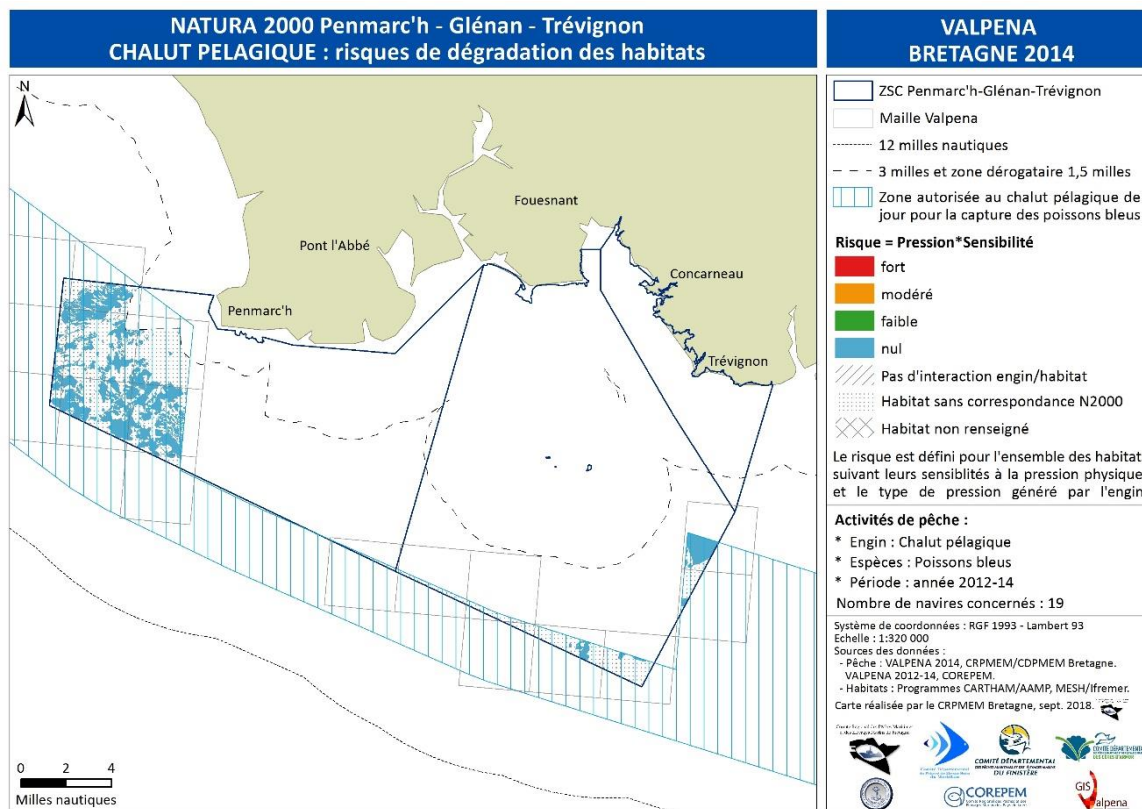 NATURA 2000 Penmarc'h - Glénan - Trévignon
CHALUT PELAGIQUE : risques de dégradation des habitats
VALPENA
BRETAGNE 2014
N
Fouesnant
Pont l'Abbé
Concarneau
Penmarc'h
Trévignon
0 2 4
Milles nautiques
ZSC Penmarc'h-Glénan-Trévignon
Maille Valpena
12 milles nautiques
3 milles et zone dérogataire 1,5 milles
Zone autorisée au chalut pélagique de
jour pour la capture des poissons bleus
Risque = Pression*Sensibilité
fort
modéré
faible
nul
Pas d'interaction engin/habitat
Habitat sans correspondance N2000
Habitat non renseigné
Le risque est défini pour l'ensemble des habitat
suivant leurs sensiblités à la pression physique
et le type de pression généré par l'engin
Activités de pêche :
* Engin : Chalut pélagique
* Espèces : Poissons bleus
* Période : année 2012-14
Nombre de navires concernés : 19
Système de coordonnées : RGF 1993 - Lambert 93
Echelle : 1:320 000
Sources des données :
- Pêche : VALPENA 2014, CRPMEM/CDPMEM Bretagne.
VALPENA 2012-14, COREPEM.
- Habitats : Programmes CARTHAM/AAMP, MESH/Ifremer.
Carte réalisée par le CRPMEM Bretagne, sept. 2018.
COMITÉ DÉPARTEMENTAL
DU FINISTÈRE
COMITÉ DÉPARTEMENTAL
DES CÔTES D'ARMOR
COREPEM
GIS
Valpena